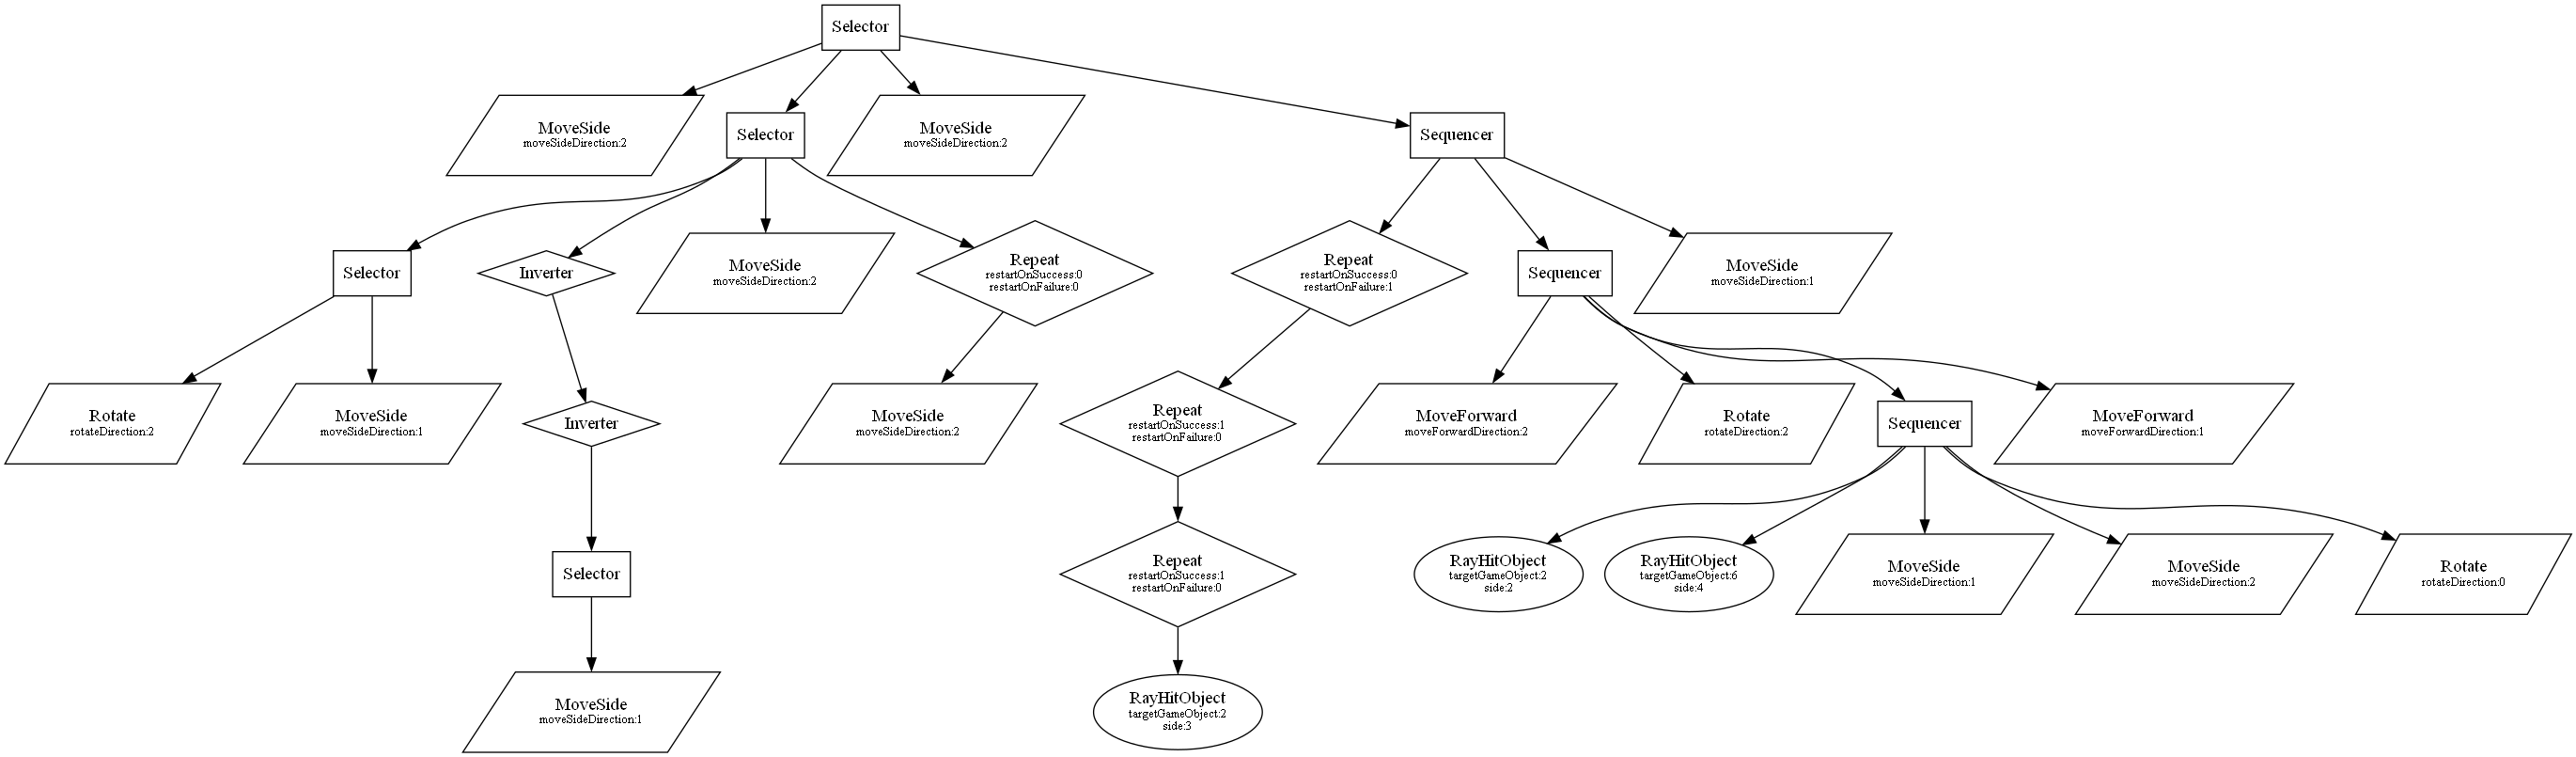 Selector
MoveSide
moveSideDirection:2
Selector
MoveSide
moveSideDirection:2
Sequencer
Selector
Inverter
MoveSide
moveSideDirection:2
Repeat
restartOnSuccess:0
restartOnFailure:0
Repeat
restartOnSuccess:0
restartOnFailure:1
Sequencer
MoveSide
moveSideDirection:1
Rotate
rotateDirection:2
MoveSide
moveSideDirection:1
Inverter
MoveSide
moveSideDirection:2
Repeat
restartOnSuccess:1
restartOnFailure:0
MoveForward
moveForwardDirection:2
Rotate
rotateDirection:2
Sequencer
MoveForward
moveForwardDirection:1
Selector
Repeat
restartOnSuccess:1
restartOnFailure:0
RayHitObject
targetGameObject:2
side:2
RayHitObject
targetGameObject:6
side:4
MoveSide
moveSideDirection:1
MoveSide
moveSideDirection:2
Rotate
rotateDirection:0
MoveSide
moveSideDirection:1
RayHitObject
targetGameObject:2
side:3